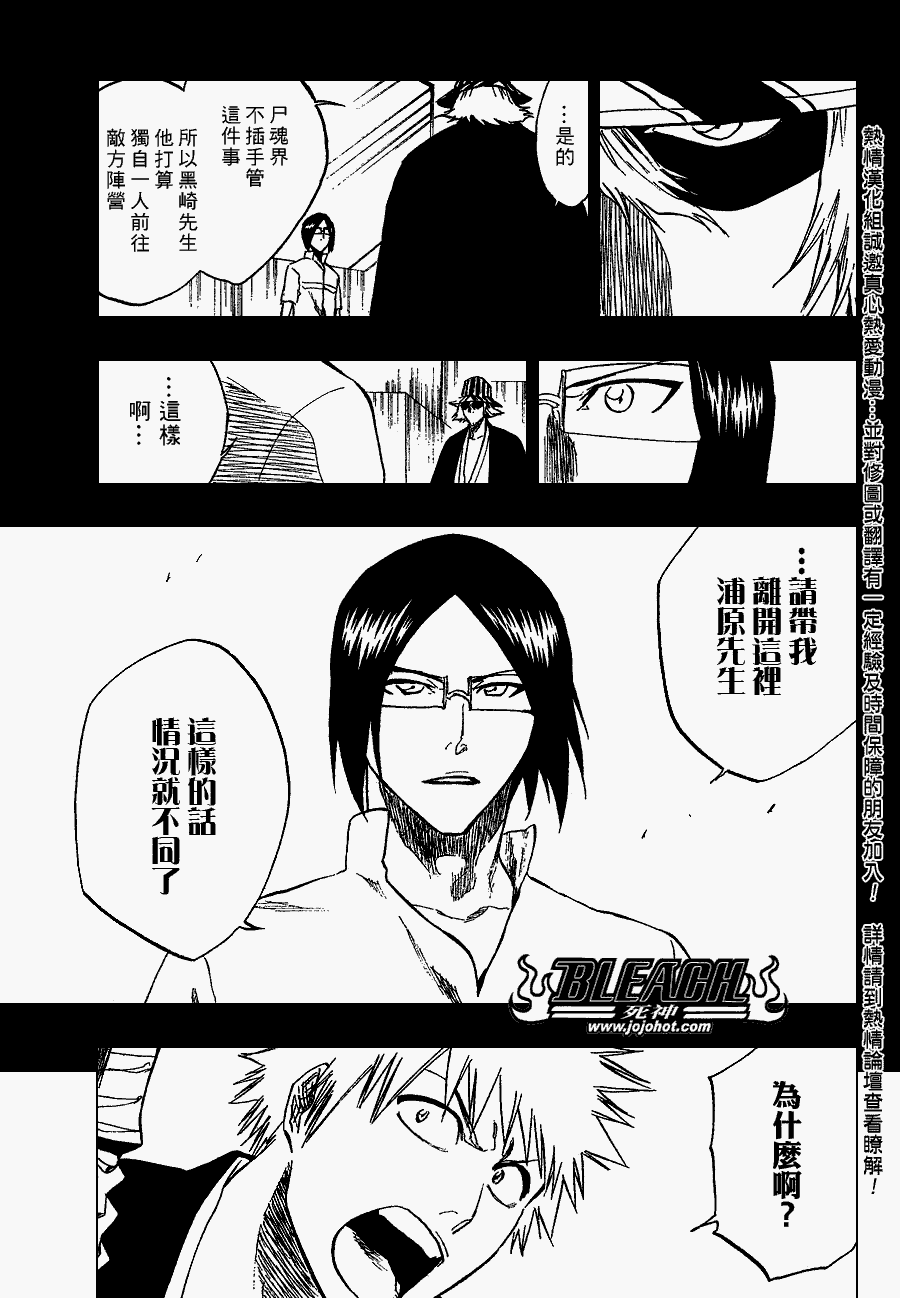 …是的
尸魂界
不插手管
這件事
所以黑崎先生
他打算
獨自一人前往
敵方陣營
…這樣
啊…
…請帶我
離開這裡
浦原先生
這樣的話
情況就不同了
BLEACH
死神
www.jojohot.com
為什麼啊？
熱情漢化組誠邀真心熱愛動漫…並對修圖或翻譯有一定經驗及時間保障的朋友加入！詳情請到熱情論壇查看瞭解！